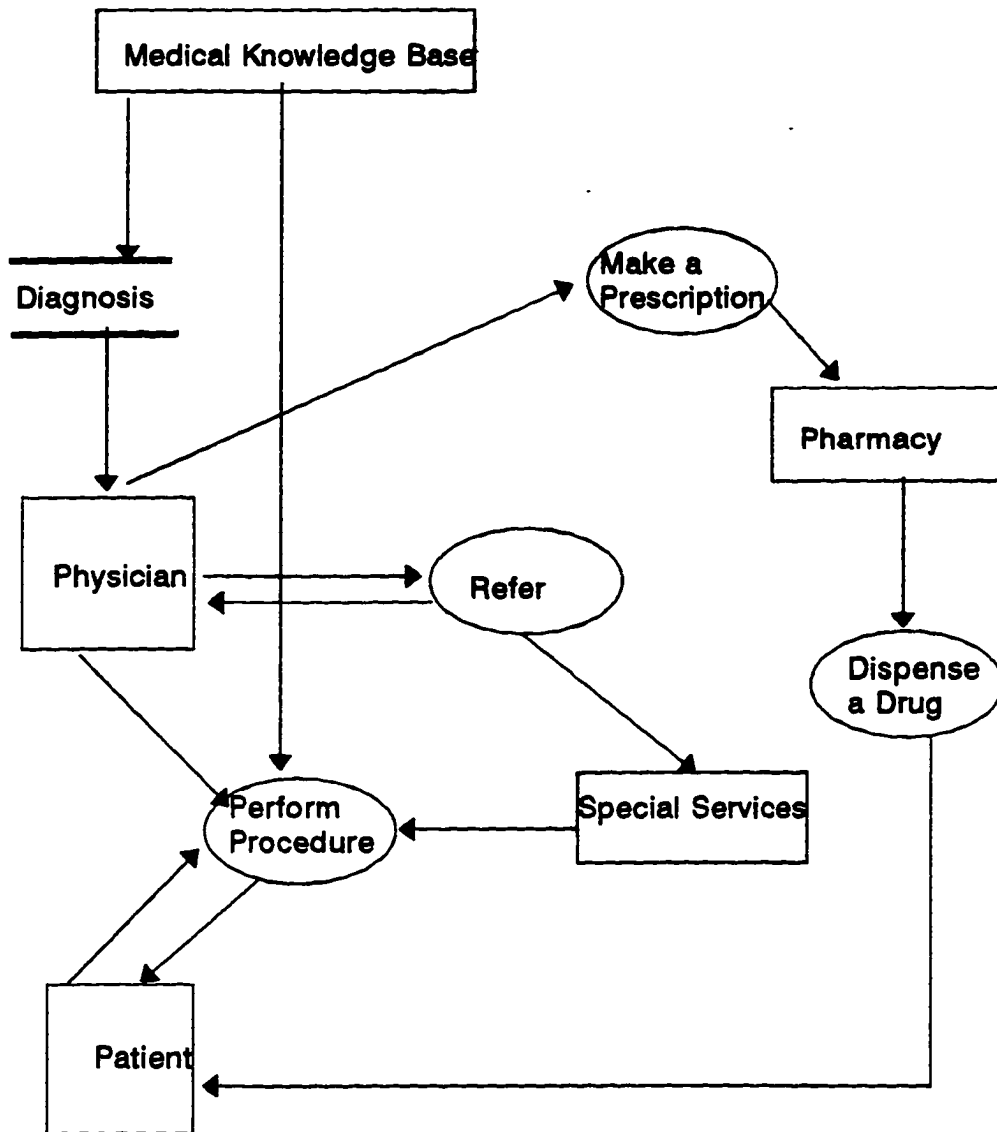 Medical Knowledge Base
Make a
Prescription
Diagnosis
Pharmacy
Physician
Refer
Dispense
a Drug
Perform
Procedure
Special Services
Patient